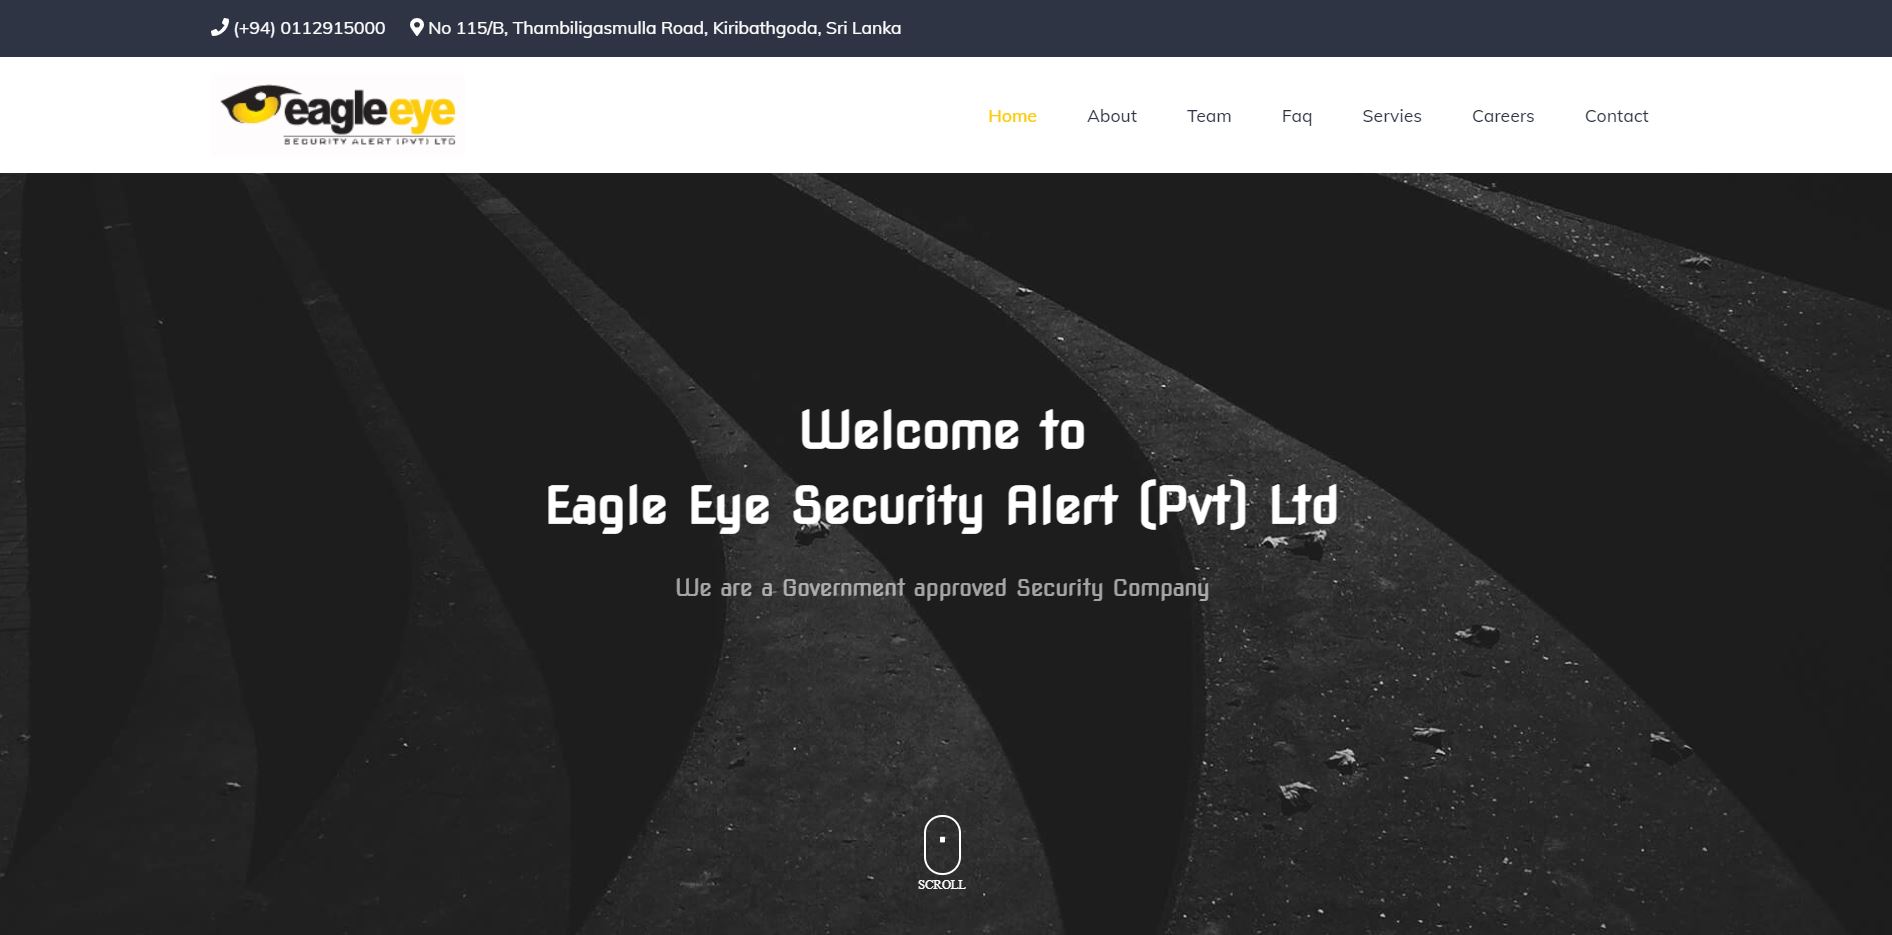 (+94) 0112915000 No 115/B, Thambiligasmulla Road, Kiribathgoda, Sri Lanka
eagleeye
SECURITY ALERT (PVT) LTD
Home About Team Faq Servies Careers Contact
Welcome to
Eagle Eye Security Alert (Pvt) Ltd
We are a Government approved Security Company
SCROLL